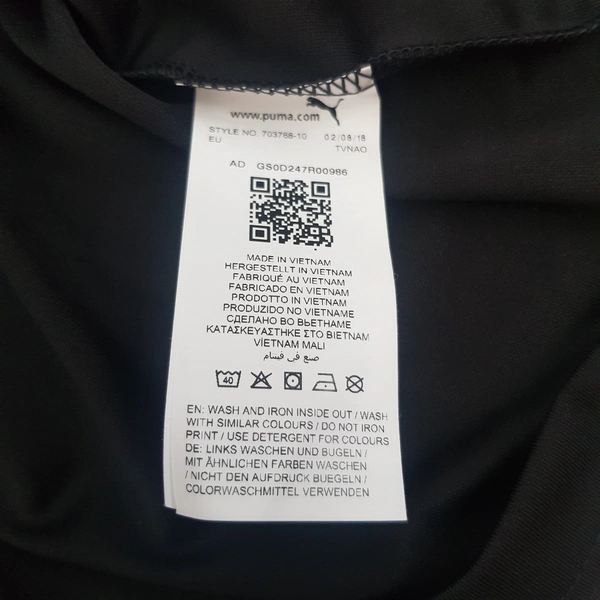 www.puma.com
STYLE NO. 703768-10 02/08/18
EU TVNAO
AD GS0D247R00986
MADE IN VIETNAM
HERGESTELLT IN VIETNAM
FABRIQUÉ AU VIETNAM
FABRICADO EN VIETNAM
PRODOTTO IN VIETNAM
PRODUZIDO NO VIETNAME
СДЕЛАНО ВО ВЬЕТНАМЕ
ΚΑΤΑΣΚΕΥΑΣΤΗΚΕ ΣΤΟ ΒΙΕΤΝΑΜ
VİETNAM MALI
صنع في فتنام
40
EN: WASH AND IRON INSIDE OUT / WASH
WITH SIMILAR COLOURS / DO NOT IRON
PRINT / USE DETERGENT FOR COLOURS
DE: LINKS WASCHEN UND BUGELN /
MIT ÄHNLICHEN FARBEN WASCHEN
/ NICHT DEN AUFDRUCK BUEGELN /
COLORWASCHMITTEL VERWENDEN